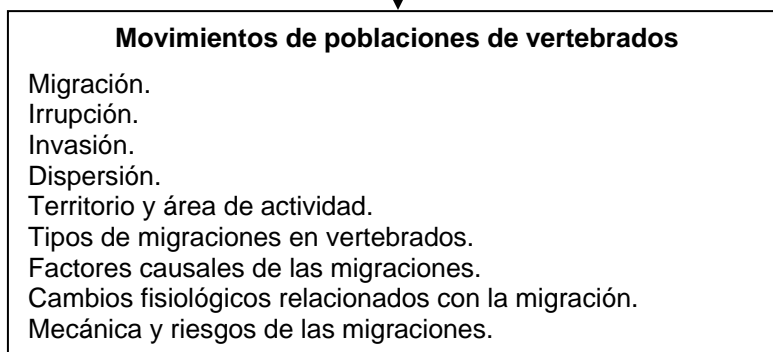 Movimientos de poblaciones de vertebrados
Migración.
Irrupción.
Invasión.
Dispersión.
Territorio y área de actividad.
Tipos de migraciones en vertebrados.
Factores causales de las migraciones.
Cambios fisiológicos relacionados con la migración.
Mecánica y riesgos de las migraciones.